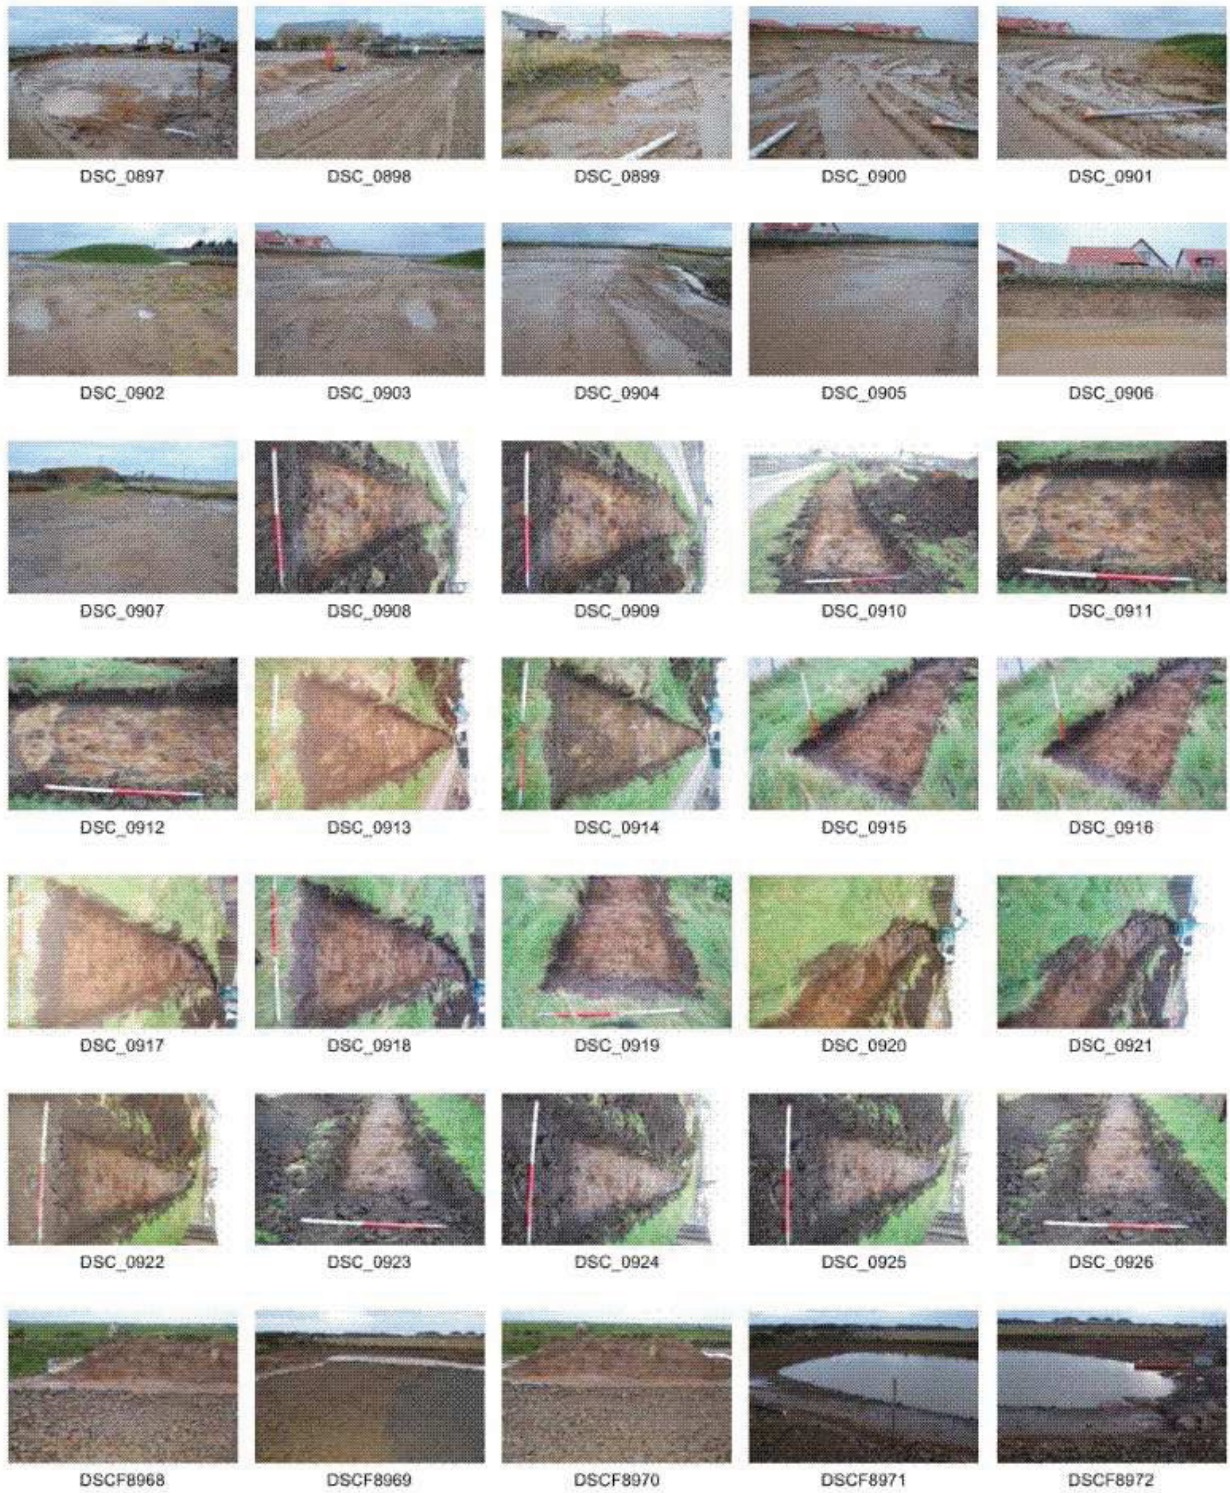 DSC_0897 DSC_0898 DSC_0899 DSC_0900 DSC_0901
DSC_0902 DSC_0903 DSC_0904 DSC_0905 DSC_0906
DSC_0907 DSC_0908 DSC_0909 DSC_0910 DSC_0911
DSC_0912 DSC_0913 DSC_0914 DSC_0915 DSC_0916
DSC_0917 DSC_0918 DSC_0919 DSC_0920 DSC_0921
DSC_0922 DSC_0923 DSC_0924 DSC_0925 DSC_0926
DSCF8968 DSCF8969 DSCF8970 DSCF8971 DSCF8972